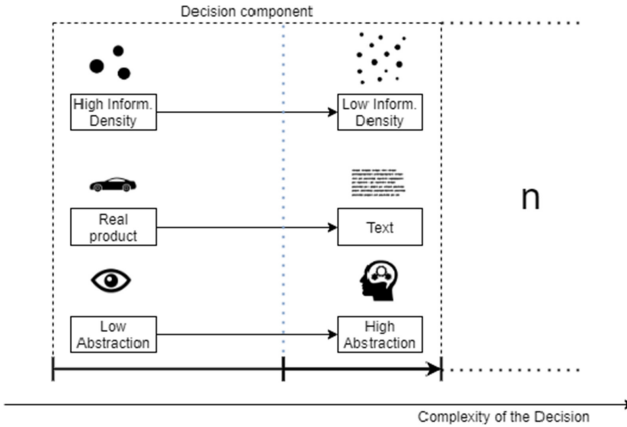 Decision component
High Inform.
Density
Low Inform.
Density
n
Real
product
Text
Low
Abstraction
High
Abstraction
Complexity of the Decision